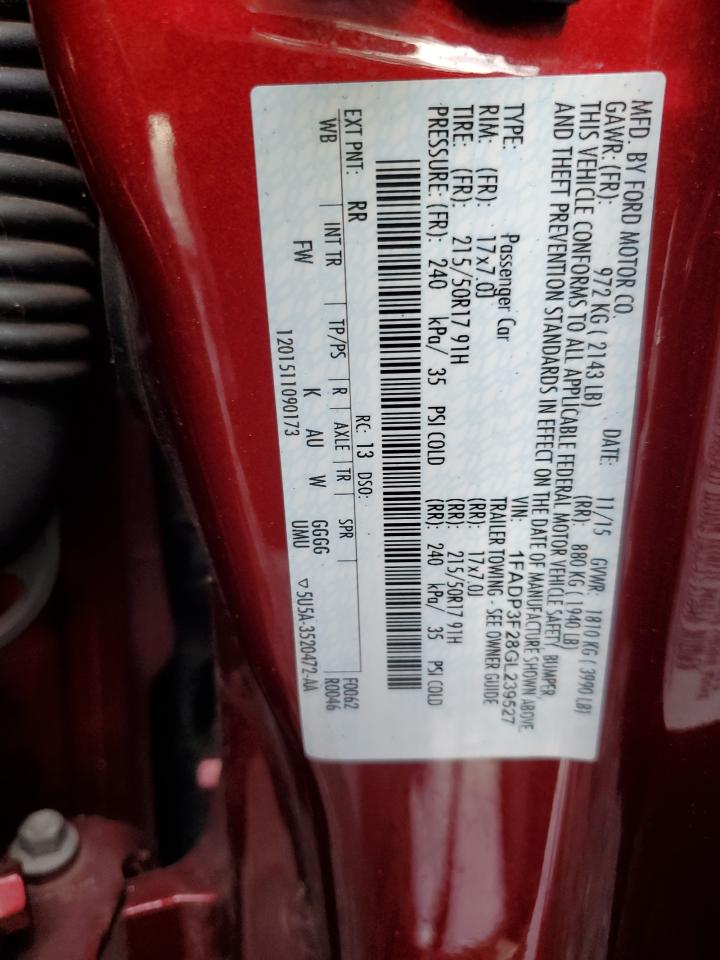 MFD. BY FORD MOTOR CO.
DATE: 11/15 GVWR: 1810 KG ( 3990 LB)
GAWR: (FR): 972 KG ( 2143 LB) (RR): 880 KG ( 1940 LB)
THIS VEHICLE CONFORMS TO ALL APPLICABLE FEDERAL MOTOR VEHICLE SAFETY, BUMPER
AND THEFT PREVENTION STANDARDS IN EFFECT ON THE DATE OF MANUFACTURE SHOWN ABOVE
VIN: 1FADP3F28GL239527
TYPE: Passenger Car TRAILER TOWING - SEE OWNER GUIDE
RIM: (FR): 17x7.0J (RR): 17x7.0J
TIRE: (FR): 215/50R17 91H (RR): 215/50R17 91H
PRESSURE: (FR): 240 kPa/ 35 PSI COLD (RR): 240 kPa/ 35 PSI COLD
EXT PNT: RR RC: 13 DSO: F0062
WB INT TR TP/PS R AXLE TR SPR R0046
FW K AU W GGGG
UMU ▽5U5A-3520472-AA
1201511090173